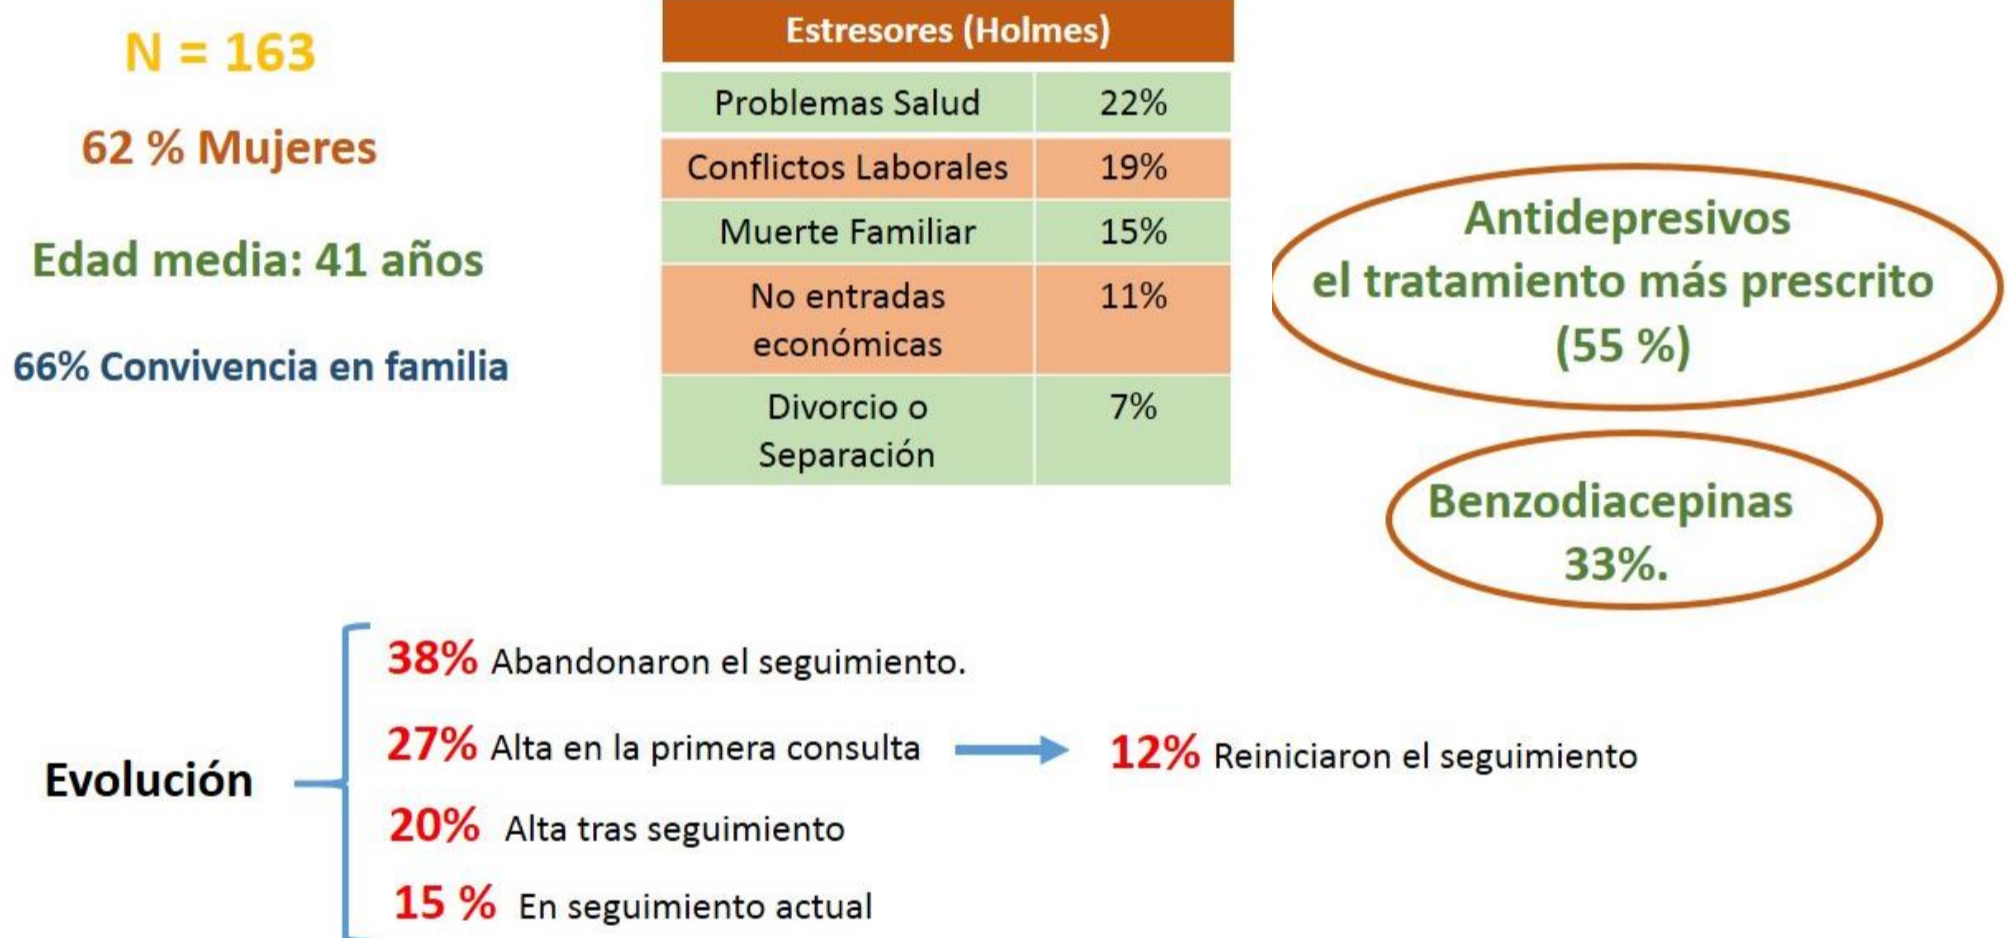 N = 163
62 % Mujeres
Edad media: 41 años
66% Convivencia en familia
Estresores (Holmes)
Problemas Salud 22%
Conflictos Laborales 19%
Muerte Familiar 15%
No entradas 11%
económicas
Divorcio o 7%
Separación
Antidepresivos
el tratamiento más prescrito
(55 %)
Benzodiacepinas
33%.
Evolución
38% Abandonaron el seguimiento.
27% Alta en la primera consulta
12% Reiniciaron el seguimiento
20% Alta tras seguimiento
15 % En seguimiento actual